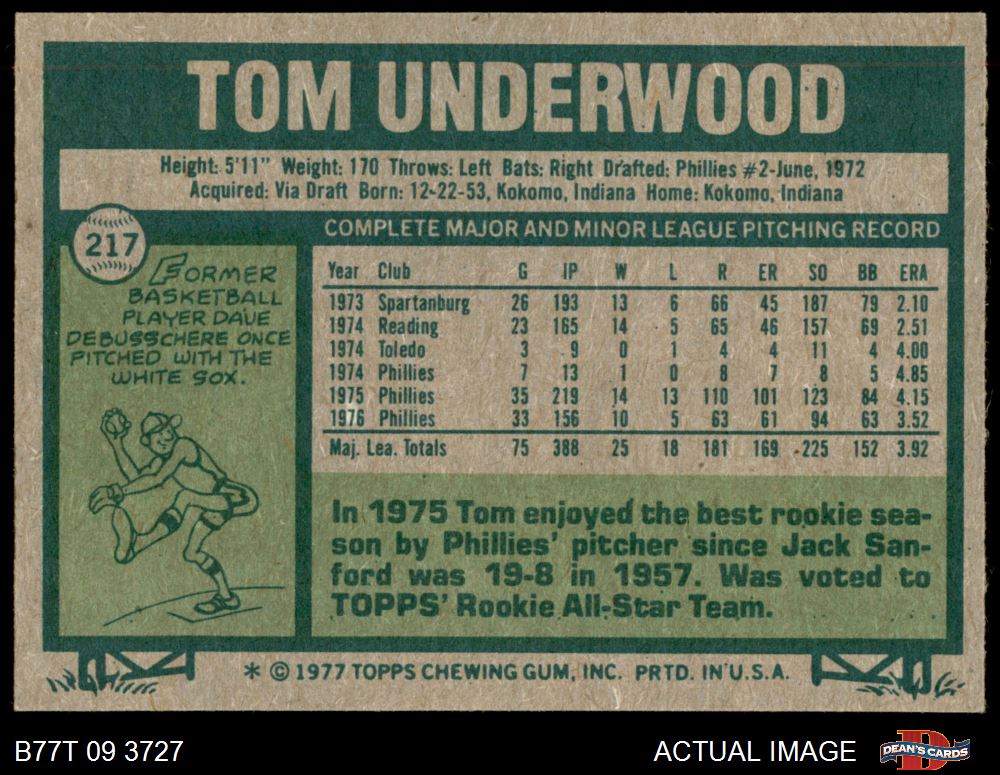 TOM UNDERWOOD
Height: 5'11" Weight: 170 Throws: Left Bats: Right Drafted: Phillies #2-June, 1972
Acquired: Via Draft Born: 12-22-53, Kokomo, Indiana Home: Kokomo, Indiana
217
FORMER
BASKETBALL
PLAYER DAVE
DEBUSSCHERE ONCE
PITCHED WITH THE
WHITE SOX.
COMPLETE MAJOR AND MINOR LEAGUE PITCHING RECORD
Year Club G IP W L R ER SO BB ERA
1973 Spartanburg 26 193 13 6 66 45 187 79 2.10
1974 Reading 23 165 14 5 65 46 157 69 2.51
1974 Toledo 3 9 0 1 4 4 11 4 4.00
1974 Phillies 7 13 1 0 8 7 8 5 4.85
1975 Phillies 35 219 14 13 110 101 123 84 4.15
1976 Phillies 33 156 10 5 63 61 94 63 3.52
Maj. Lea. Totals 75 388 25 18 181 169 225 152 3.92
In 1975 Tom enjoyed the best rookie sea-
son by Phillies' pitcher since Jack San-
ford was 19-8 in 1957. Was voted to
TOPPS' Rookie All-Star Team.
* © 1977 TOPPS CHEWING GUM, INC. PRTD. IN U.S.A.
B77T 09 3727
ACTUAL IMAGE
D
DEAN'S CARDS